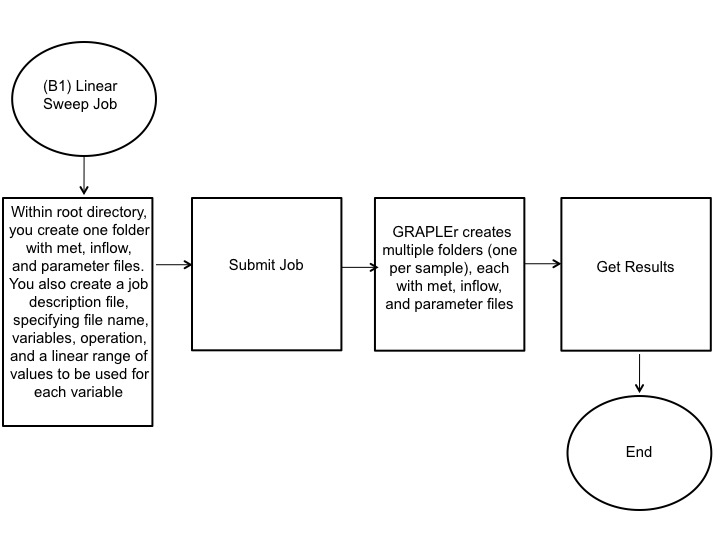 (B1) Linear
Sweep Job
Within root directory,
you create one folder
with met, inflow,
and parameter files.
You also create a job
description file,
specifying file name,
variables, operation,
and a linear range of
values to be used for
each variable
Submit Job
GRAPLEr creates
multiple folders (one
per sample), each
with met, inflow,
and parameter files
Get Results
End